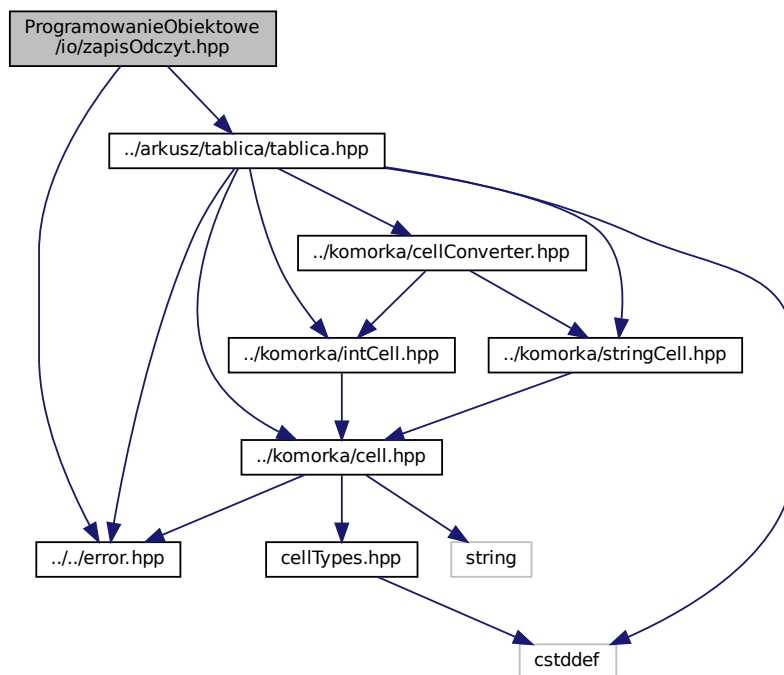 ProgramowanieObiektowe
/io/zapisOdczyt.hpp
../arkusz/tablica/tablica.hpp
../komorka/cellConverter.hpp
../komorka/intCell.hpp
../komorka/stringCell.hpp
../komorka/cell.hpp
../../error.hpp
cellTypes.hpp
string
cstddef